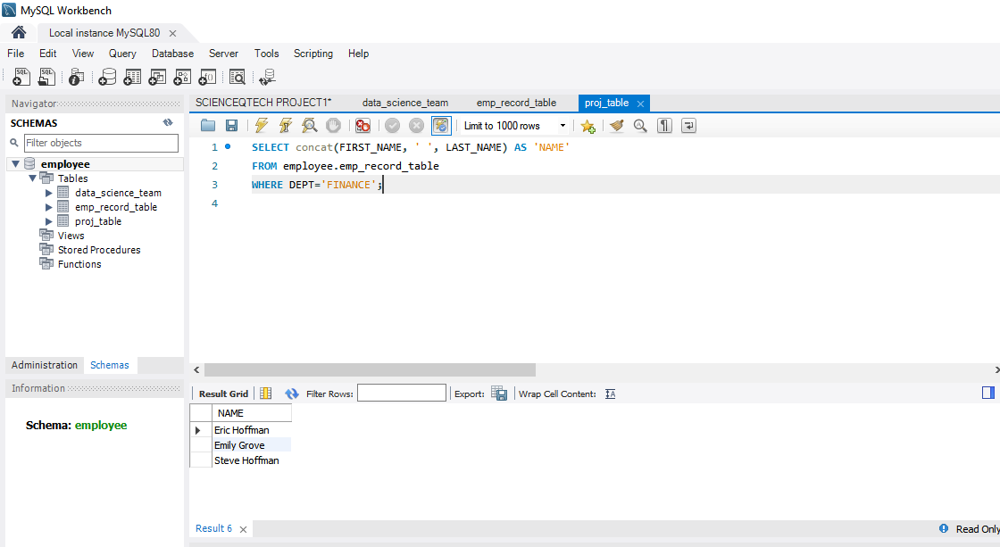 MySQL Workbench
Local instance MySQL80
File Edit View Query Database Server Tools Scripting Help
Navigator
SCHEMAS
Filter objects
employee
Tables
data_science_team
emp_record_table
proj_table
Views
Stored Procedures
Functions
Administration Schemas
Information
Schema: employee
SCIENCEQTECH PROJECT1* data_science_team emp_record_table proj_table
Limit to 1000 rows
1 SELECT concat(FIRST_NAME, ' ', LAST_NAME) AS 'NAME'
2 FROM employee.emp_record_table
3 WHERE DEPT='FINANCE';
4
Result Grid Filter Rows: Export: Wrap Cell Content:
NAME
Eric Hoffman
Emily Grove
Steve Hoffman
Result 6
Read Only